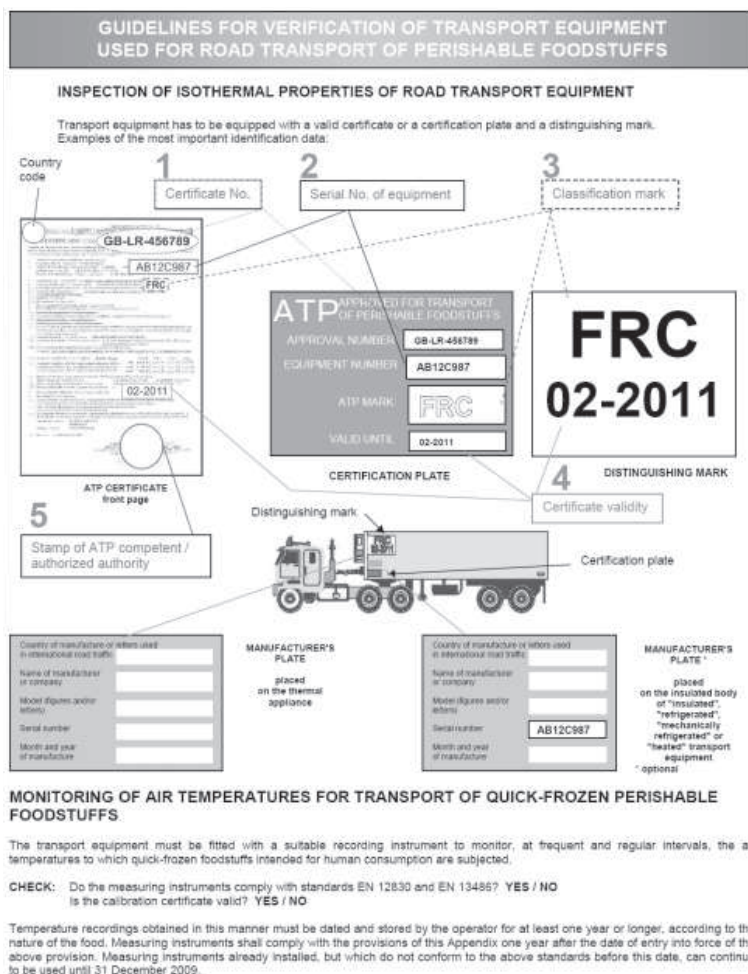 GUIDELINES FOR VERIFICATION OF TRANSPORT EQUIPMENT
USED FOR ROAD TRANSPORT OF PERISHABLE FOODSTUFFS
INSPECTION OF ISOTHERMAL PROPERTIES OF ROAD TRANSPORT EQUIPMENT
Transport equipment has to be equipped with a valid certificate or a certification plate and a distinguishing mark.
Examples of the most important identification data:
Country
code
1
Certificate No.
2
Serial No. of equipment
3
Classification mark
GB-LR-456789
AB12C987
FRC
02-2011
ATP CERTIFICATE
front page
ATP APPROVED FOR TRANSPORT
OF PERISHABLE FOODSTUFFS
APPROVAL NUMBER GB-LR-456789
EQUIPMENT NUMBER AB12C987
ATP MARK FRC
VALID UNTIL 02-2011
CERTIFICATION PLATE
FRC
02-2011
DISTINGUISHING MARK
4
Certificate validity
5
Stamp of ATP competent /
authorized authority
Distinguishing mark
FRC
02-2011
Certification plate
Country of manufacture or letters used
in international road traffic
Name of manufacturer
or company
Model (figures and/or
letters)
Serial number
Month and year
of manufacture
MANUFACTURER'S
PLATE
placed
on the thermal
appliance
Country of manufacture or letters used
in international road traffic
Name of manufacturer
or company
Model (figures and/or
letters)
Serial number AB12C987
Month and year
of manufacture
MANUFACTURER'S
PLATE *
placed
on the insulated body
of "insulated",
"refrigerated",
"mechanically
refrigerated" or
"heated" transport
equipment
* optional
MONITORING OF AIR TEMPERATURES FOR TRANSPORT OF QUICK-FROZEN PERISHABLE
FOODSTUFFS
The transport equipment must be fitted with a suitable recording instrument to monitor, at frequent and regular intervals, the a
temperatures to which quick-frozen foodstuffs intended for human consumption are subjected.
CHECK: Do the measuring instruments comply with standards EN 12830 and EN 13486? YES / NO
Is the calibration certificate valid? YES / NO
Temperature recordings obtained in this manner must be dated and stored by the operator for at least one year or longer, according to th
nature of the food. Measuring instruments shall comply with the provisions of this Appendix one year after the date of entry into force of th
above provision. Measuring instruments already installed, but which do not conform to the above standards before this date, can continu
to be used until 31 December 2009.